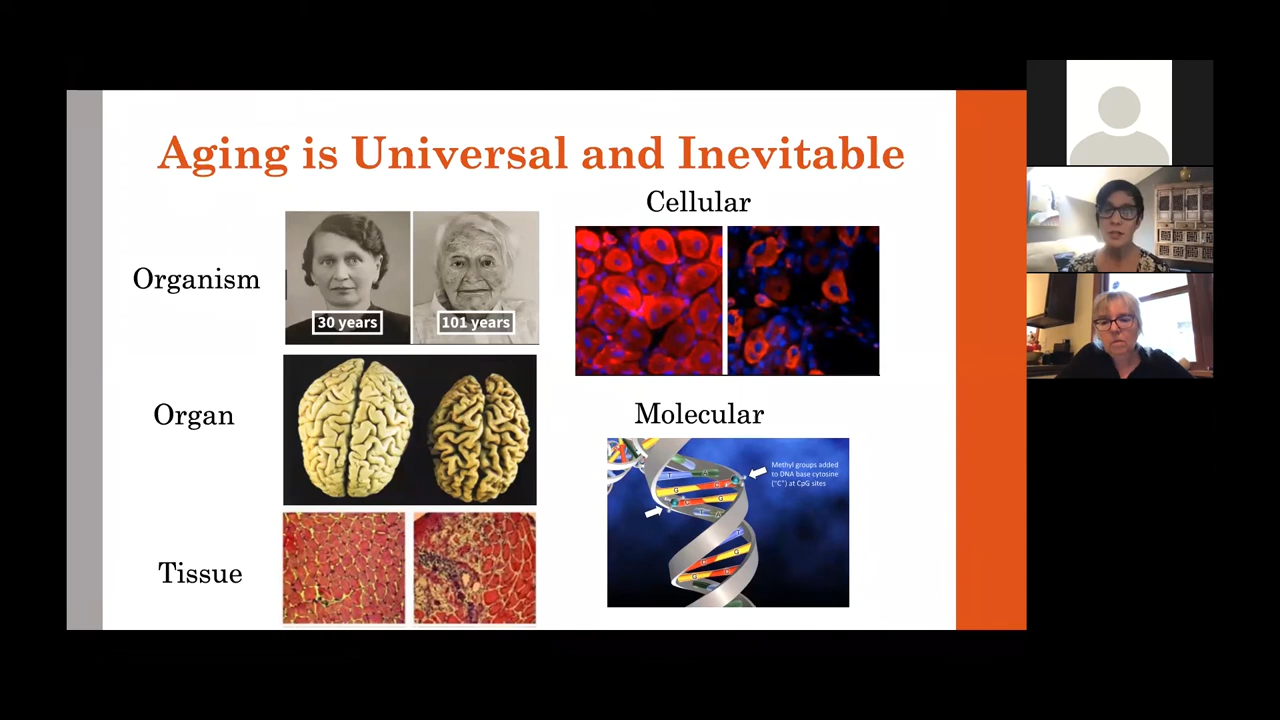 Aging is Universal and Inevitable
Organism
30 years
101 years
Organ
Tissue
Cellular
Molecular
Methyl groups added
to DNA base cytosine
("C") at CpG sites
T
A
C
G
G
C
G
T
T
G
C
C
G